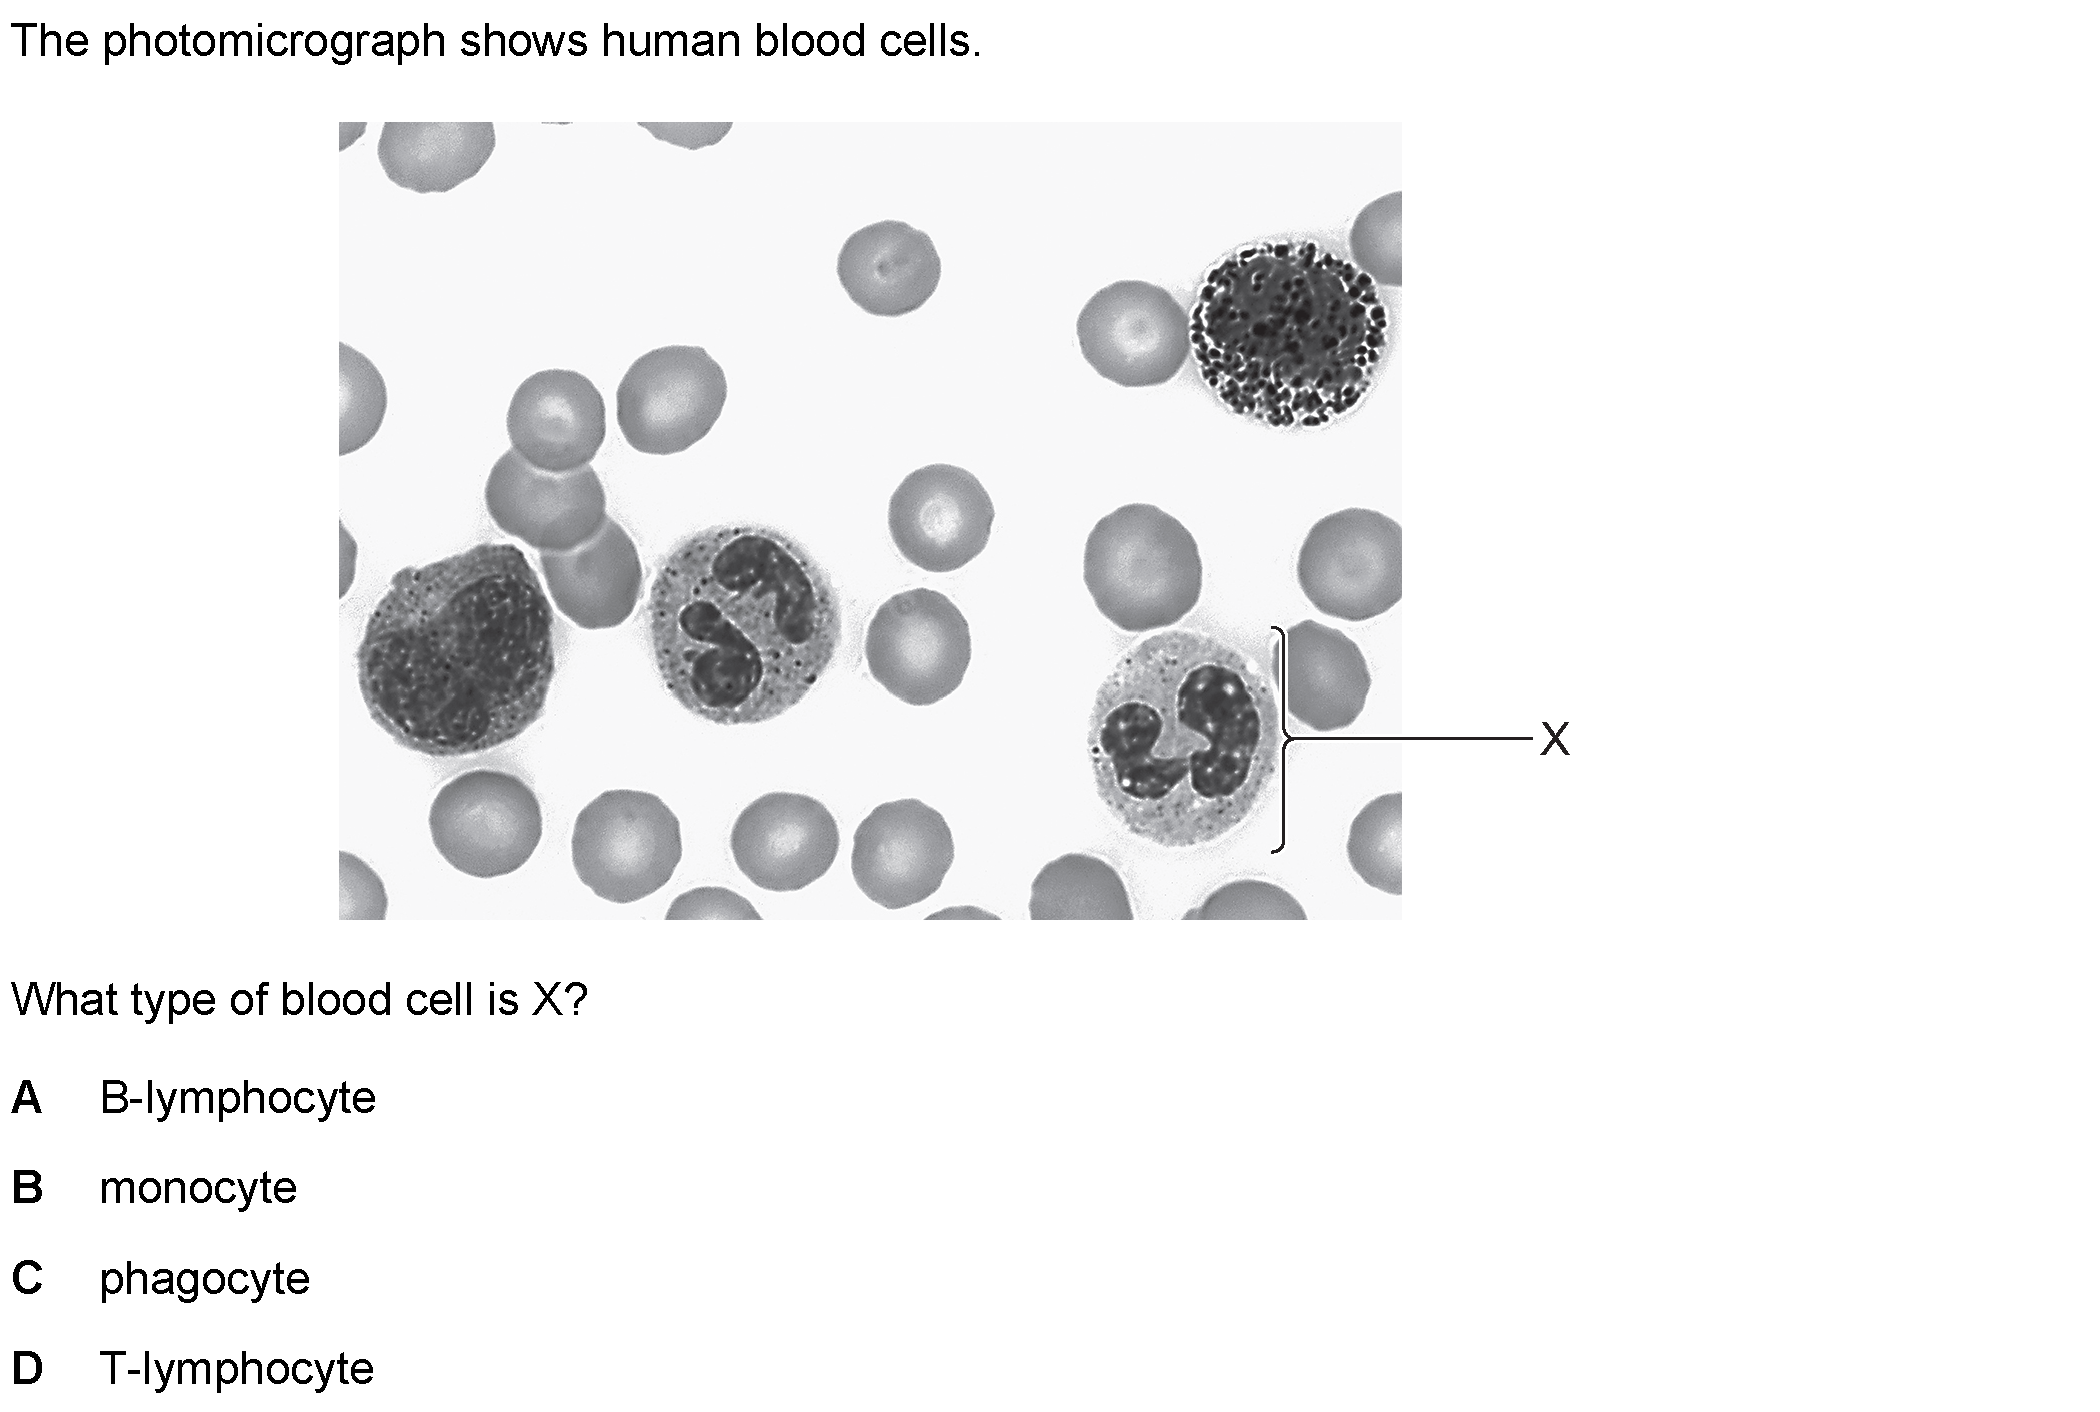 The photomicrograph shows human blood cells.
X
What type of blood cell is X?
A B-lymphocyte
B monocyte
C phagocyte
D T-lymphocyte